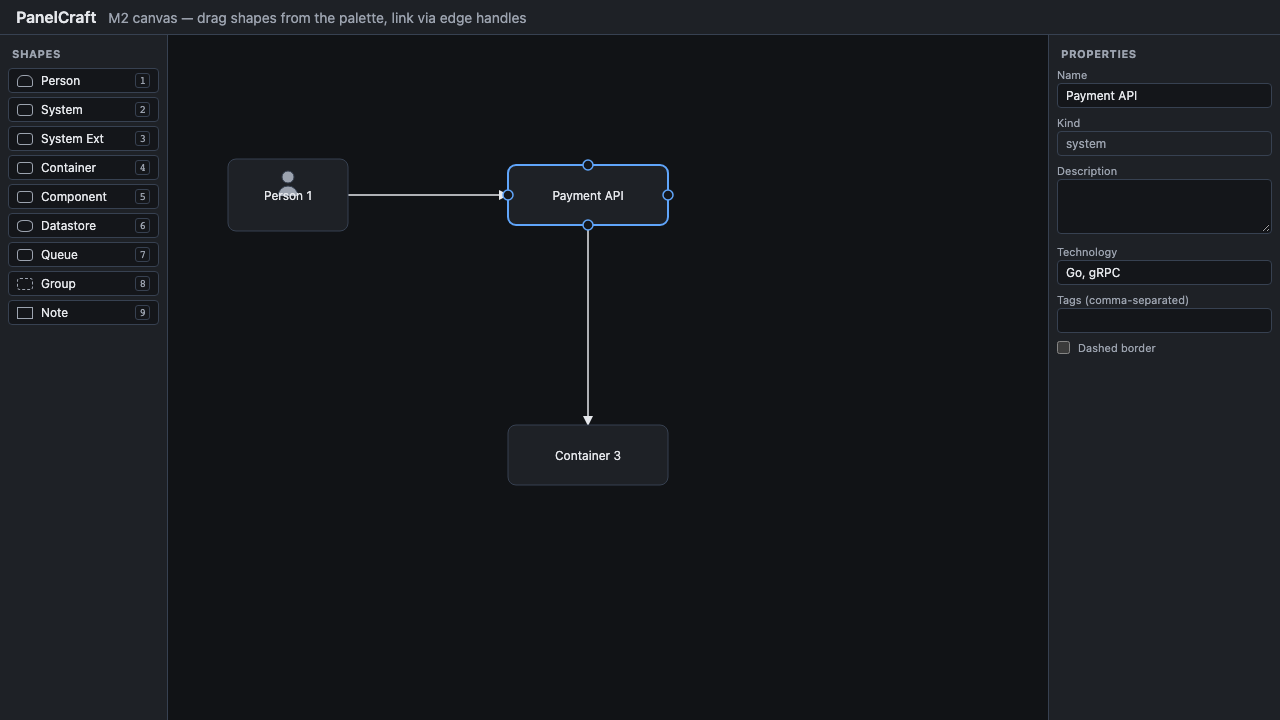 PanelCraft M2 canvas — drag shapes from the palette, link via edge handles
SHAPES
Person 1
System 2
System Ext 3
Container 4
Component 5
Datastore 6
Queue 7
Group 8
Note 9
Person 1
Payment API
Container 3
PROPERTIES
Name
Payment API
Kind
system
Description
Technology
Go, gRPC
Tags (comma-separated)
Dashed border